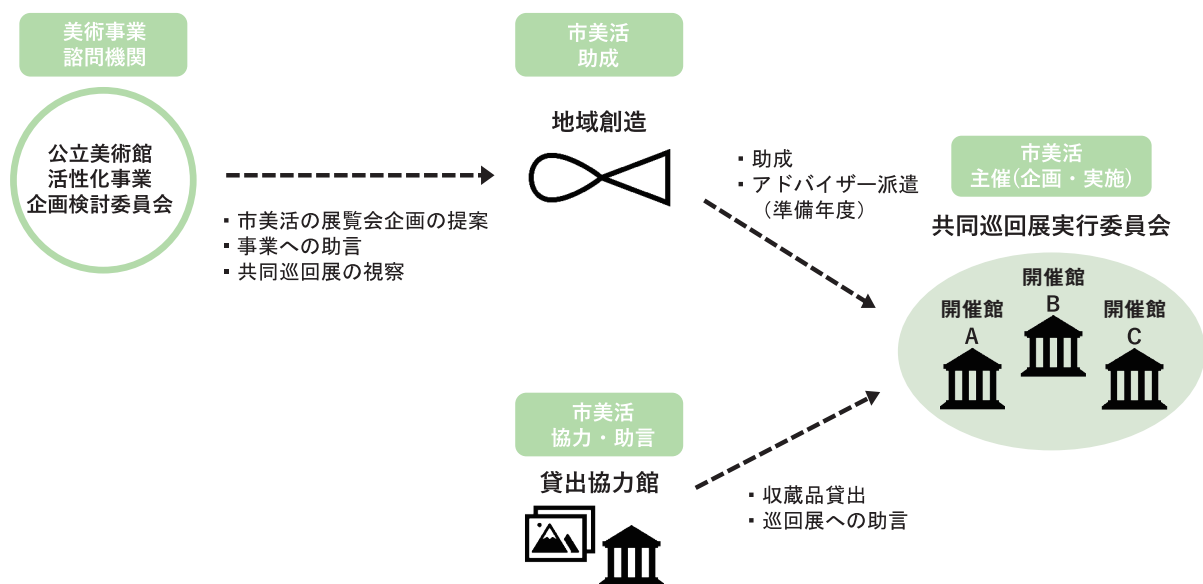 美術事業
諮問機関
公立美術館
活性化事業
企画検討委員会
▪ 市美活の展覧会企画の提案
▪ 事業への助言
▪ 共同巡回展の視察
市美活
助成
地域創造
▪ 助成
▪ アドバイザー派遣
（準備年度）
市美活
協力・助言
貸出協力館
▪ 収蔵品貸出
▪ 巡回展への助言
市美活
主催(企画・実施)
共同巡回展実行委員会
開催館
A
開催館
B
開催館
C